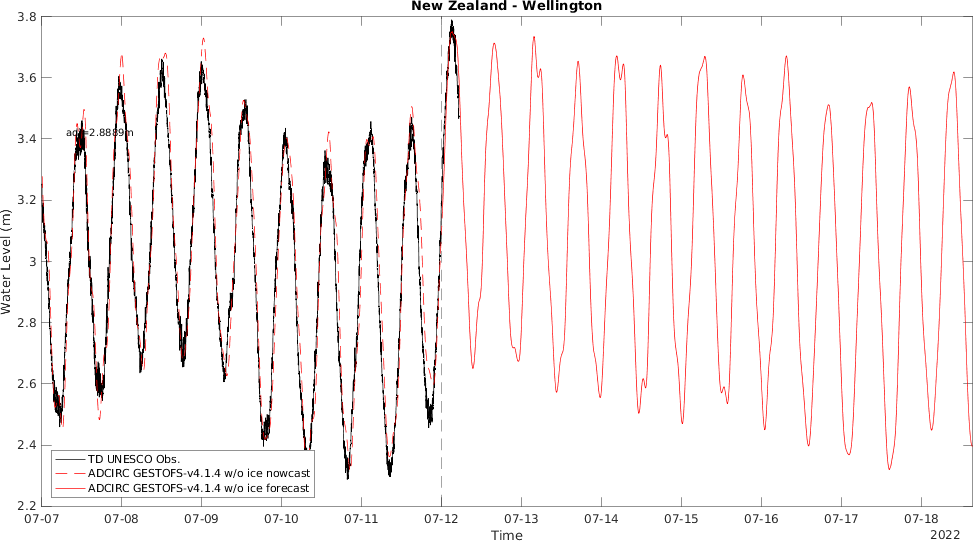 New Zealand - Wellington
3.8
3.6
3.4
3.2
3
2.8
2.6
2.4
2.2
Water Level (m)
=2.8889m
TD UNESCO Obs.
ADCIRC GESTOFS-v4.1.4 w/o ice nowcast
ADCIRC GESTOFS-v4.1.4 w/o ice forecast
07-07 07-08 07-09 07-10 07-11 07-12 07-13 07-14 07-15 07-16 07-17 07-18
Time
2022